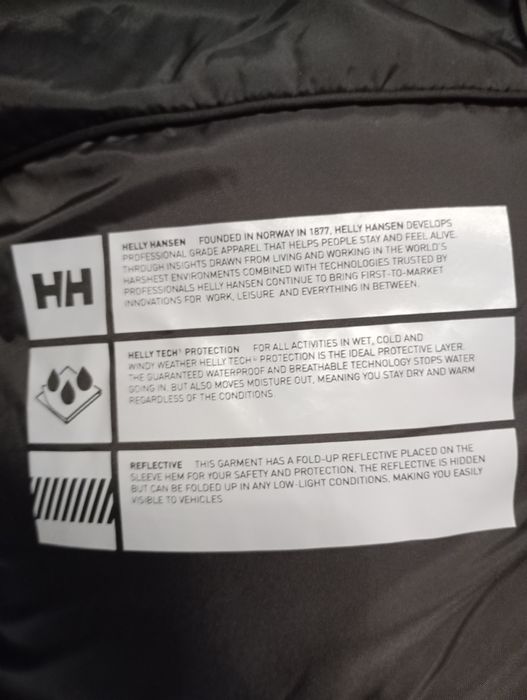 HH
HELLY HANSEN FOUNDED IN NORWAY IN 1877, HELLY HANSEN DEVELOPS
PROFESSIONAL GRADE APPAREL THAT HELPS PEOPLE STAY AND FEEL ALIVE.
THROUGH INSIGHTS DRAWN FROM LIVING AND WORKING IN THE WORLD'S
HARSHEST ENVIRONMENTS COMBINED WITH TECHNOLOGIES TRUSTED BY
PROFESSIONALS HELLY HANSEN CONTINUE TO BRING FIRST-TO-MARKET
INNOVATIONS FOR WORK, LEISURE AND EVERYTHING IN BETWEEN.
HELLY TECH® PROTECTION FOR ALL ACTIVITIES IN WET, COLD AND
WINDY WEATHER HELLY TECH® PROTECTION IS THE IDEAL PROTECTIVE LAYER.
THE GUARANTEED WATERPROOF AND BREATHABLE TECHNOLOGY STOPS WATER
GOING IN, BUT ALSO MOVES MOISTURE OUT, MEANING YOU STAY DRY AND WARM
REGARDLESS OF THE CONDITIONS.
REFLECTIVE THIS GARMENT HAS A FOLD-UP REFLECTIVE PLACED ON THE
SLEEVE HEM FOR YOUR SAFETY AND PROTECTION. THE REFLECTIVE IS HIDDEN
BUT CAN BE FOLDED UP IN ANY LOW-LIGHT CONDITIONS, MAKING YOU EASILY
VISIBLE TO VEHICLES